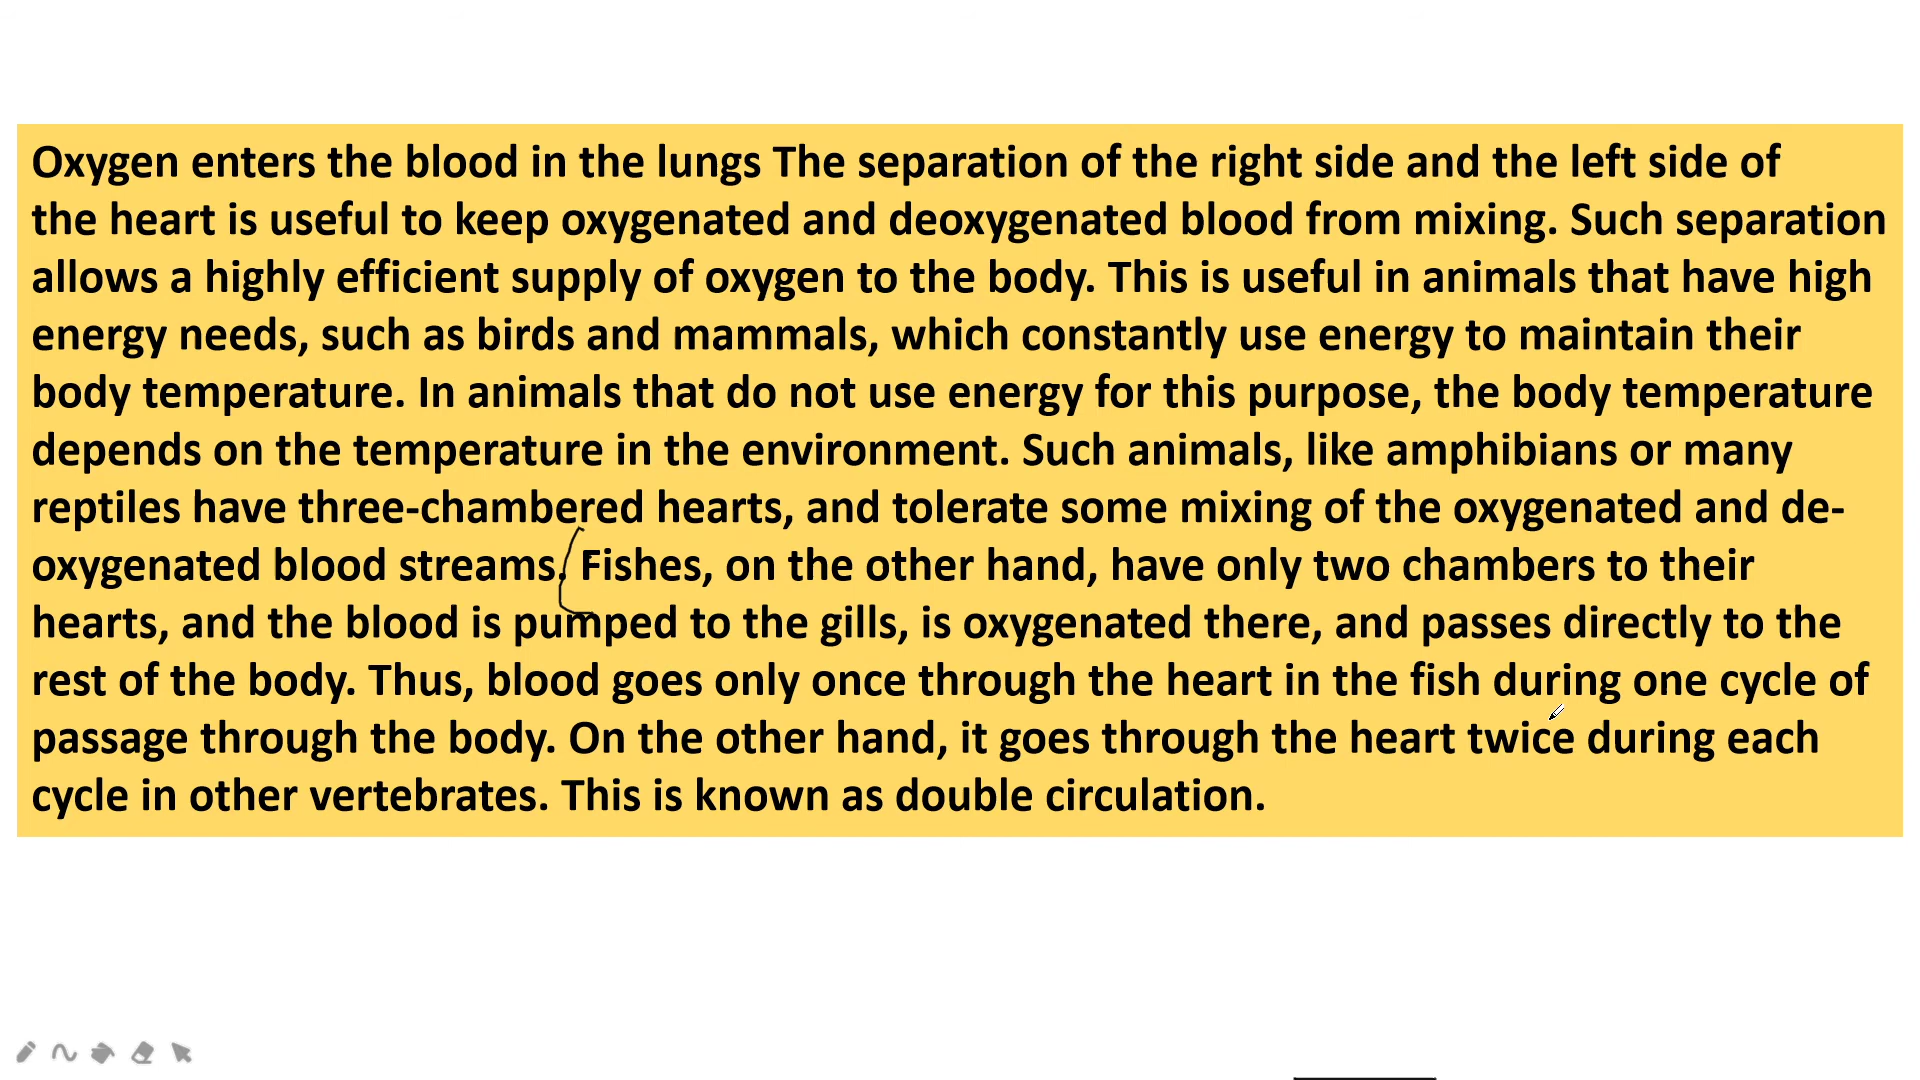 Oxygen enters the blood in the lungs The separation of the right side and the left side of
the heart is useful to keep oxygenated and deoxygenated blood from mixing. Such separation
allows a highly efficient supply of oxygen to the body. This is useful in animals that have high
energy needs, such as birds and mammals, which constantly use energy to maintain their
body temperature. In animals that do not use energy for this purpose, the body temperature
depends on the temperature in the environment. Such animals, like amphibians or many
reptiles have three-chambered hearts, and tolerate some mixing of the oxygenated and de-
oxygenated blood streams. Fishes, on the other hand, have only two chambers to their
hearts, and the blood is pumped to the gills, is oxygenated there, and passes directly to the
rest of the body. Thus, blood goes only once through the heart in the fish during one cycle of
passage through the body. On the other hand, it goes through the heart twice during each
cycle in other vertebrates. This is known as double circulation.